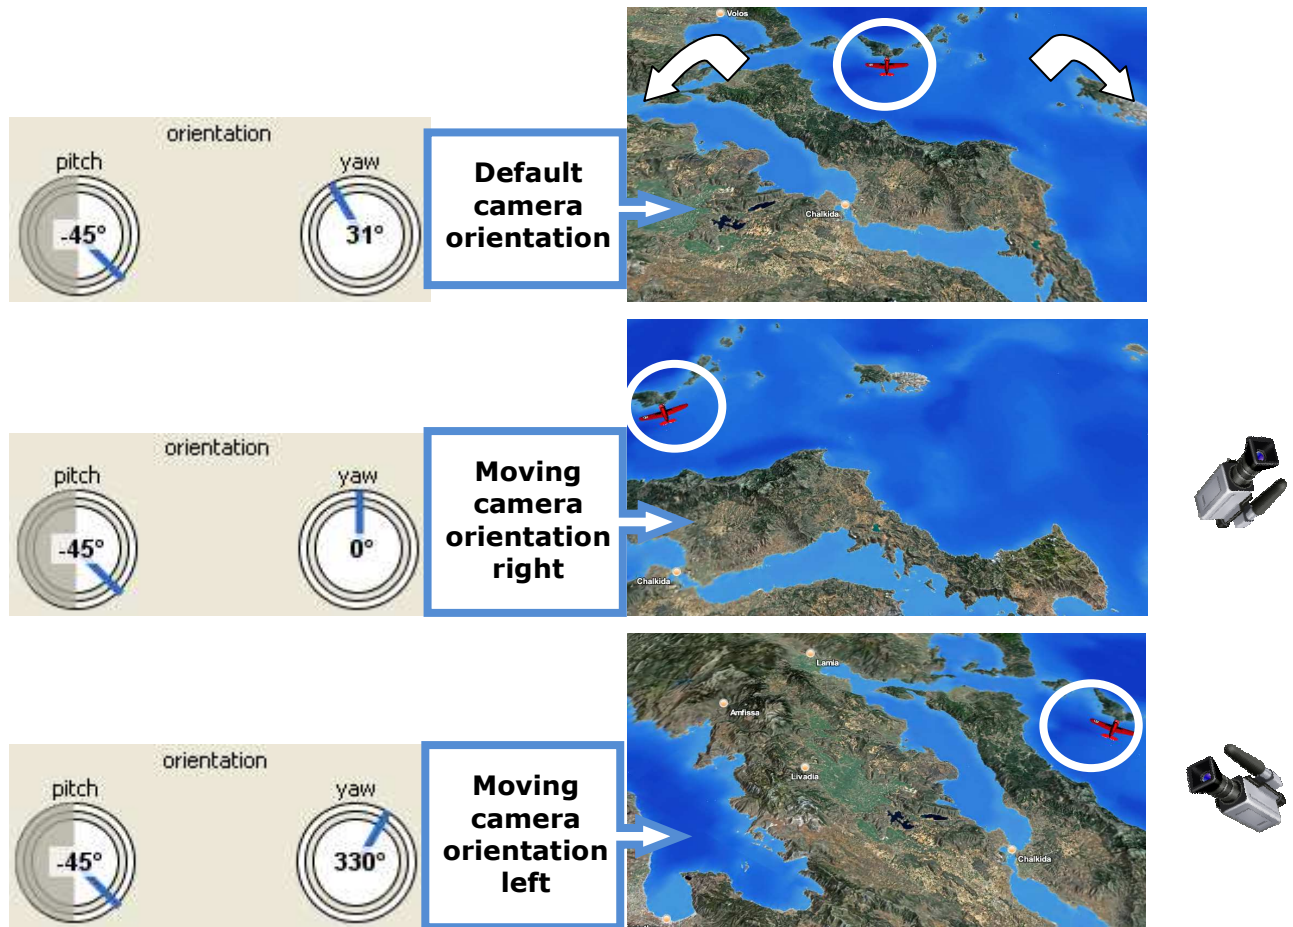 orientation
pitch
yaw
-45°
31°
Default
camera
orientation
Volos
Chalkida
orientation
pitch
yaw
-45°
0°
Moving
camera
orientation
right
Chalkida
orientation
pitch
yaw
-45°
330°
Moving
camera
orientation
left
Lamia
Amfissa
Livadia
Chalkida